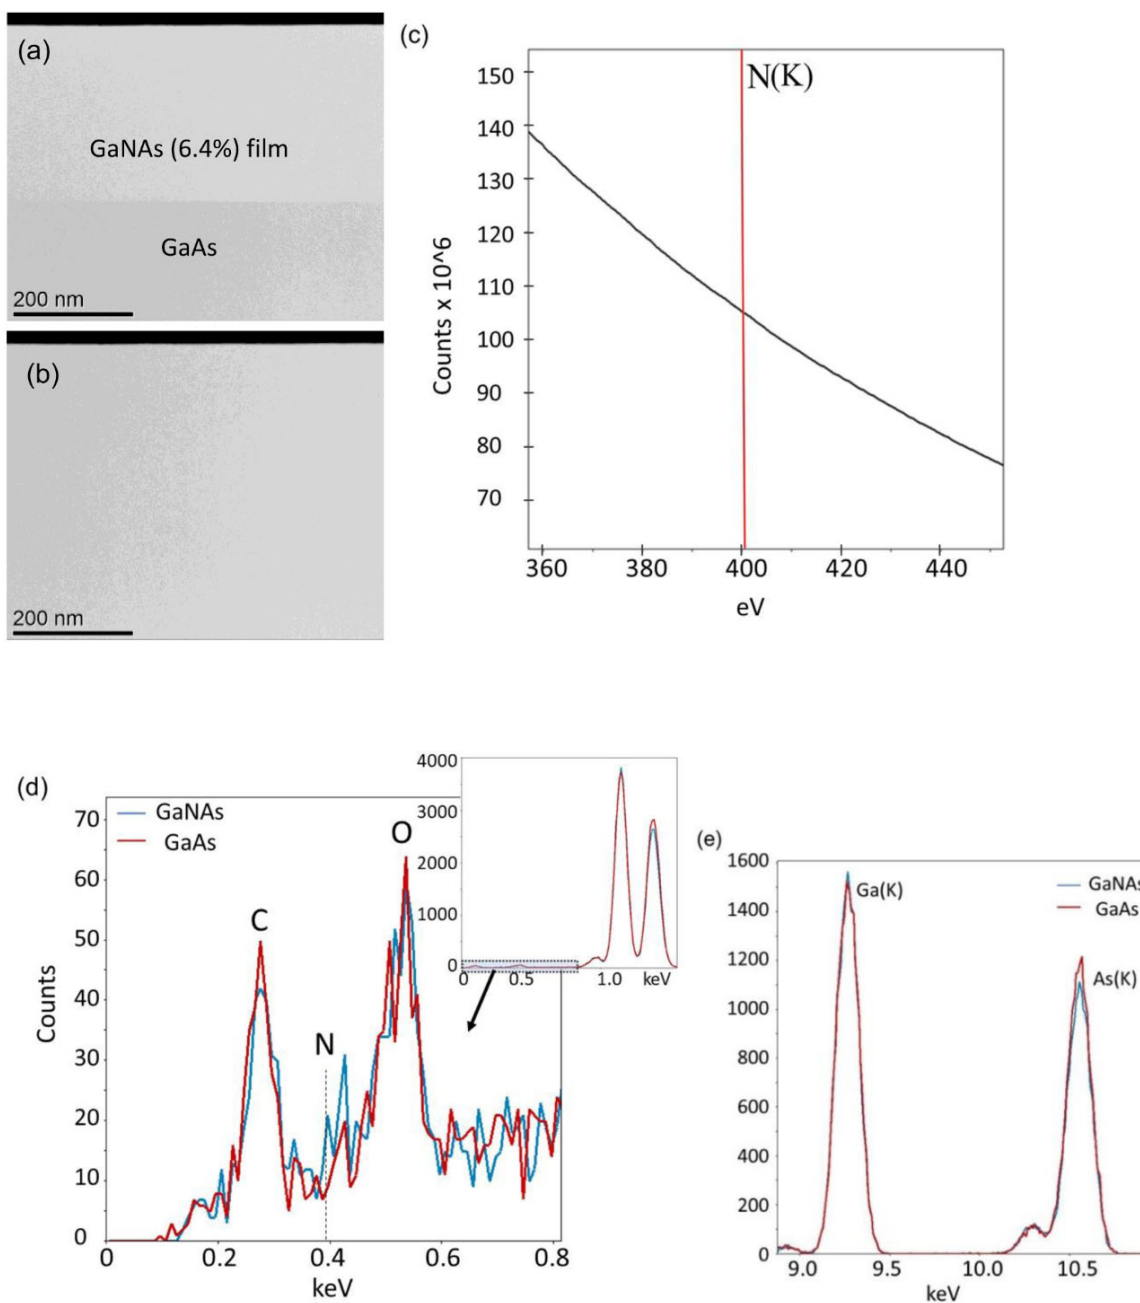 (a)
GaNAs (6.4%) film
GaAs
200 nm
(b)
200 nm
(c)
N(K)
150
140
130
120
110
100
90
80
70
Counts x 10^6
360 380 400 420 440
eV
(d)
GaNAs
GaAs
C
N
O
70
60
50
40
30
20
10
0
Counts
0.2 0.4 0.6 0.8
keV
4000
3000
2000
1000
0
0 0.5 1.0 keV
(e)
Ga(K)
As(K)
GaNAs
GaAs
1600
1400
1200
1000
800
600
400
200
0
9.0 9.5 10.0 10.5
keV